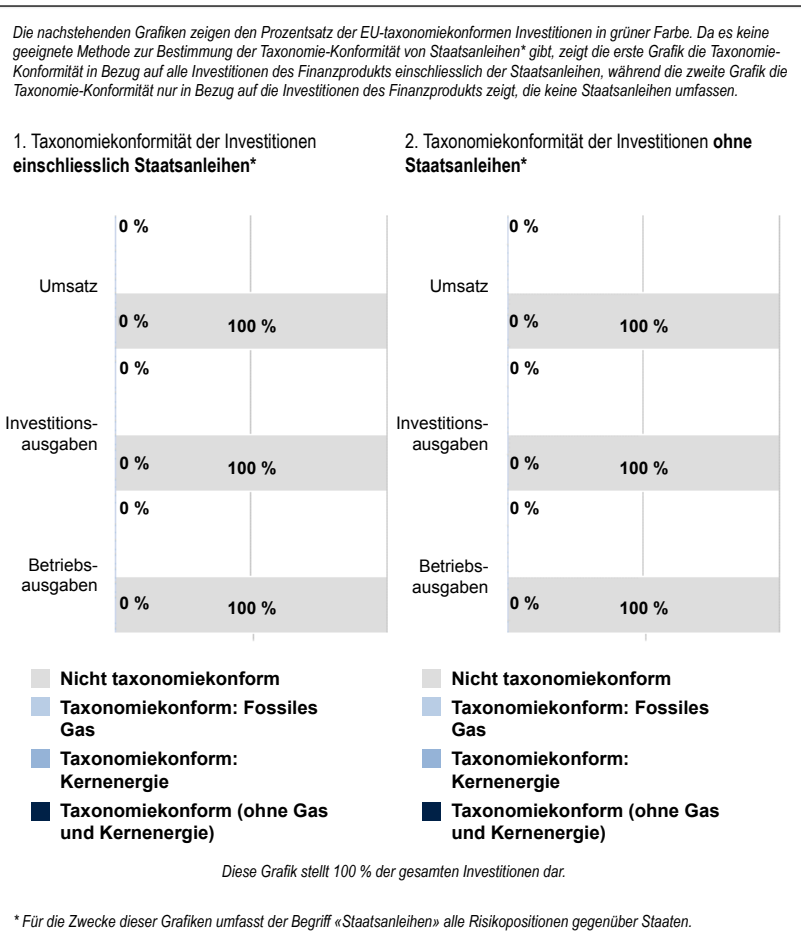 Die nachstehenden Grafiken zeigen den Prozentsatz der EU-taxonomiekonformen Investitionen in grüner Farbe. Da es keine
geeignete Methode zur Bestimmung der Taxonomie-Konformität von Staatsanleihen* gibt, zeigt die erste Grafik die Taxonomie-
Konformität in Bezug auf alle Investitionen des Finanzprodukts einschliesslich der Staatsanleihen, während die zweite Grafik die
Taxonomie-Konformität nur in Bezug auf die Investitionen des Finanzprodukts zeigt, die keine Staatsanleihen umfassen.
1. Taxonomiekonformität der Investitionen
einschliesslich Staatsanleihen*
0 %
Umsatz
0 % 100 %
0 %
Investitions-
ausgaben
0 % 100 %
0 %
Betriebs-
ausgaben
0 % 100 %
Nicht taxonomiekonform
Taxonomiekonform: Fossiles
Gas
Taxonomiekonform:
Kernenergie
Taxonomiekonform (ohne Gas
und Kernenergie)
2. Taxonomiekonformität der Investitionen ohne
Staatsanleihen*
0 %
Umsatz
0 % 100 %
0 %
Investitions-
ausgaben
0 % 100 %
0 %
Betriebs-
ausgaben
0 % 100 %
Nicht taxonomiekonform
Taxonomiekonform: Fossiles
Gas
Taxonomiekonform:
Kernenergie
Taxonomiekonform (ohne Gas
und Kernenergie)
Diese Grafik stellt 100 % der gesamten Investitionen dar.
* Für die Zwecke dieser Grafiken umfasst der Begriff «Staatsanleihen» alle Risikopositionen gegenüber Staaten.